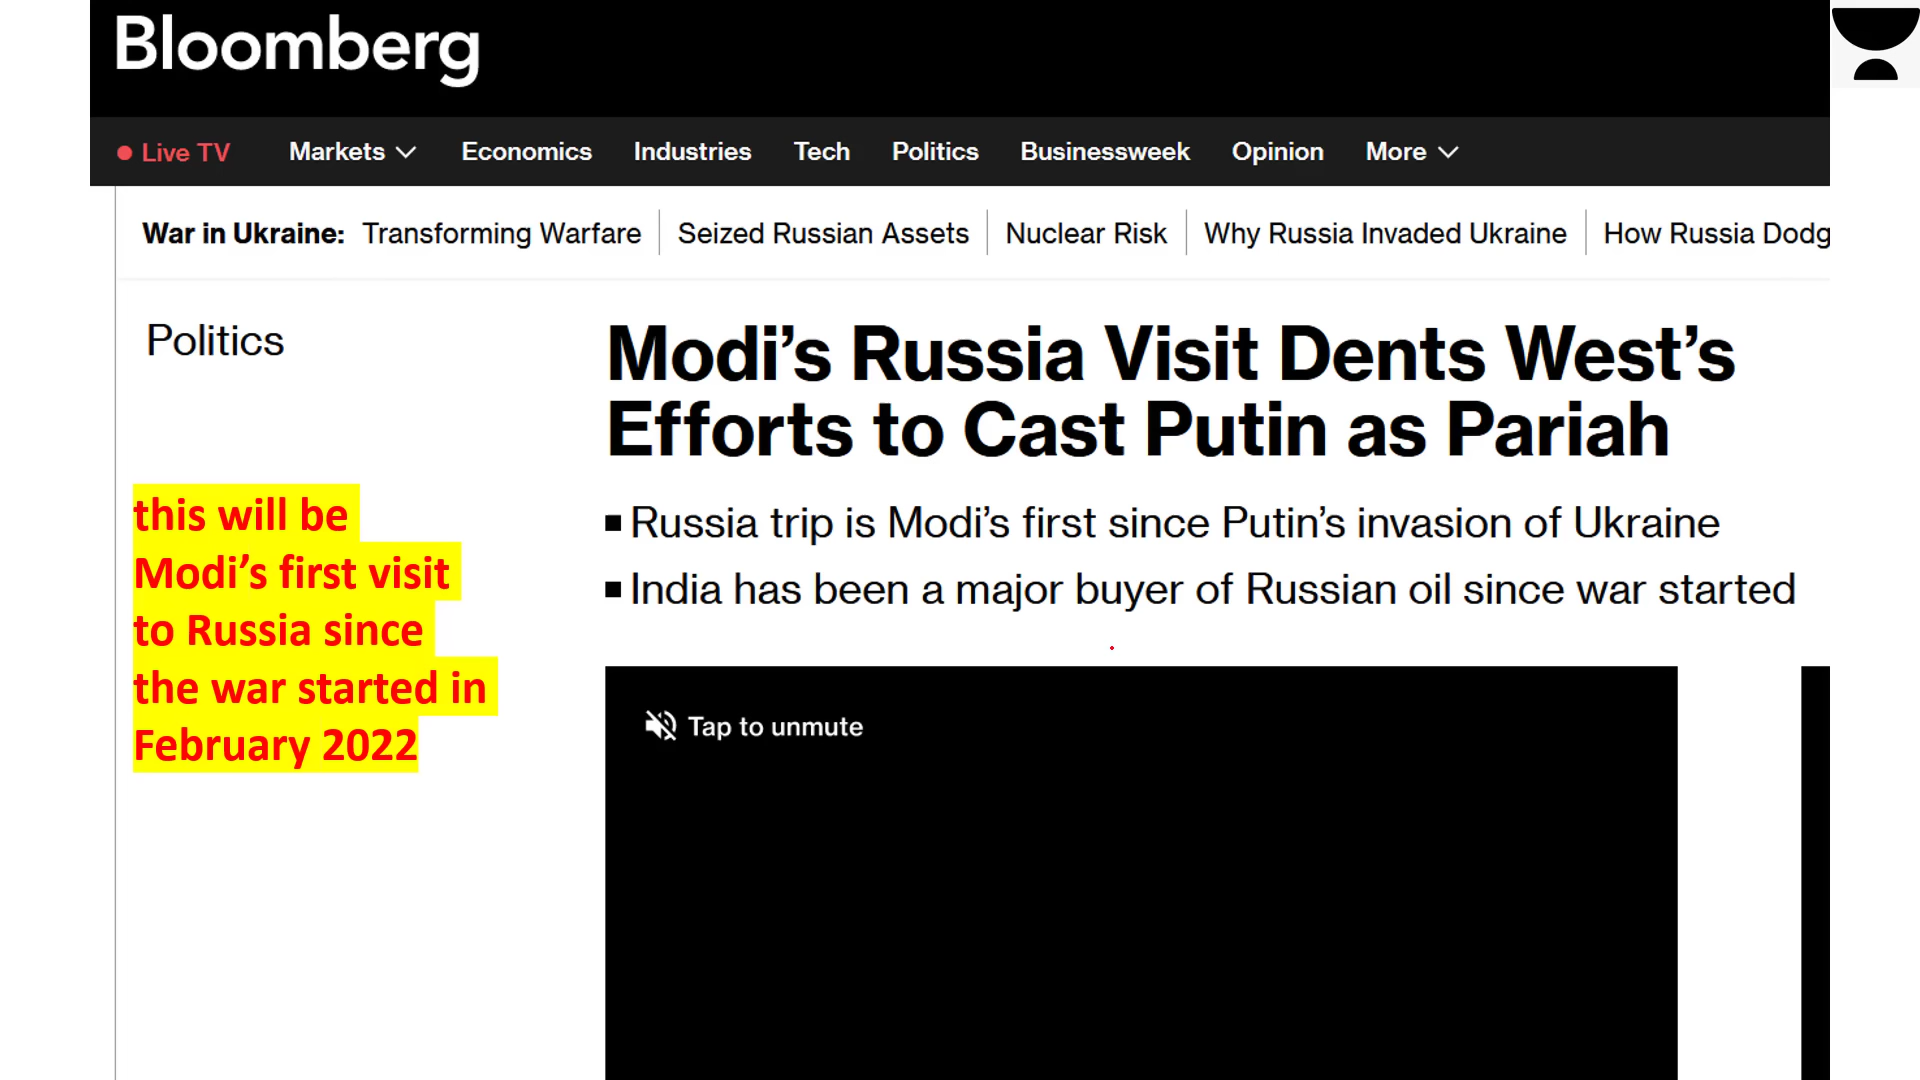 Bloomberg
Live TV Markets Economics Industries Tech Politics Businessweek Opinion More
War in Ukraine: Transforming Warfare Seized Russian Assets Nuclear Risk Why Russia Invaded Ukraine How Russia Dodg
Politics
Modi’s Russia Visit Dents West’s
Efforts to Cast Putin as Pariah
this will be
Modi’s first visit
to Russia since
the war started in
February 2022
Russia trip is Modi’s first since Putin’s invasion of Ukraine
India has been a major buyer of Russian oil since war started
Tap to unmute